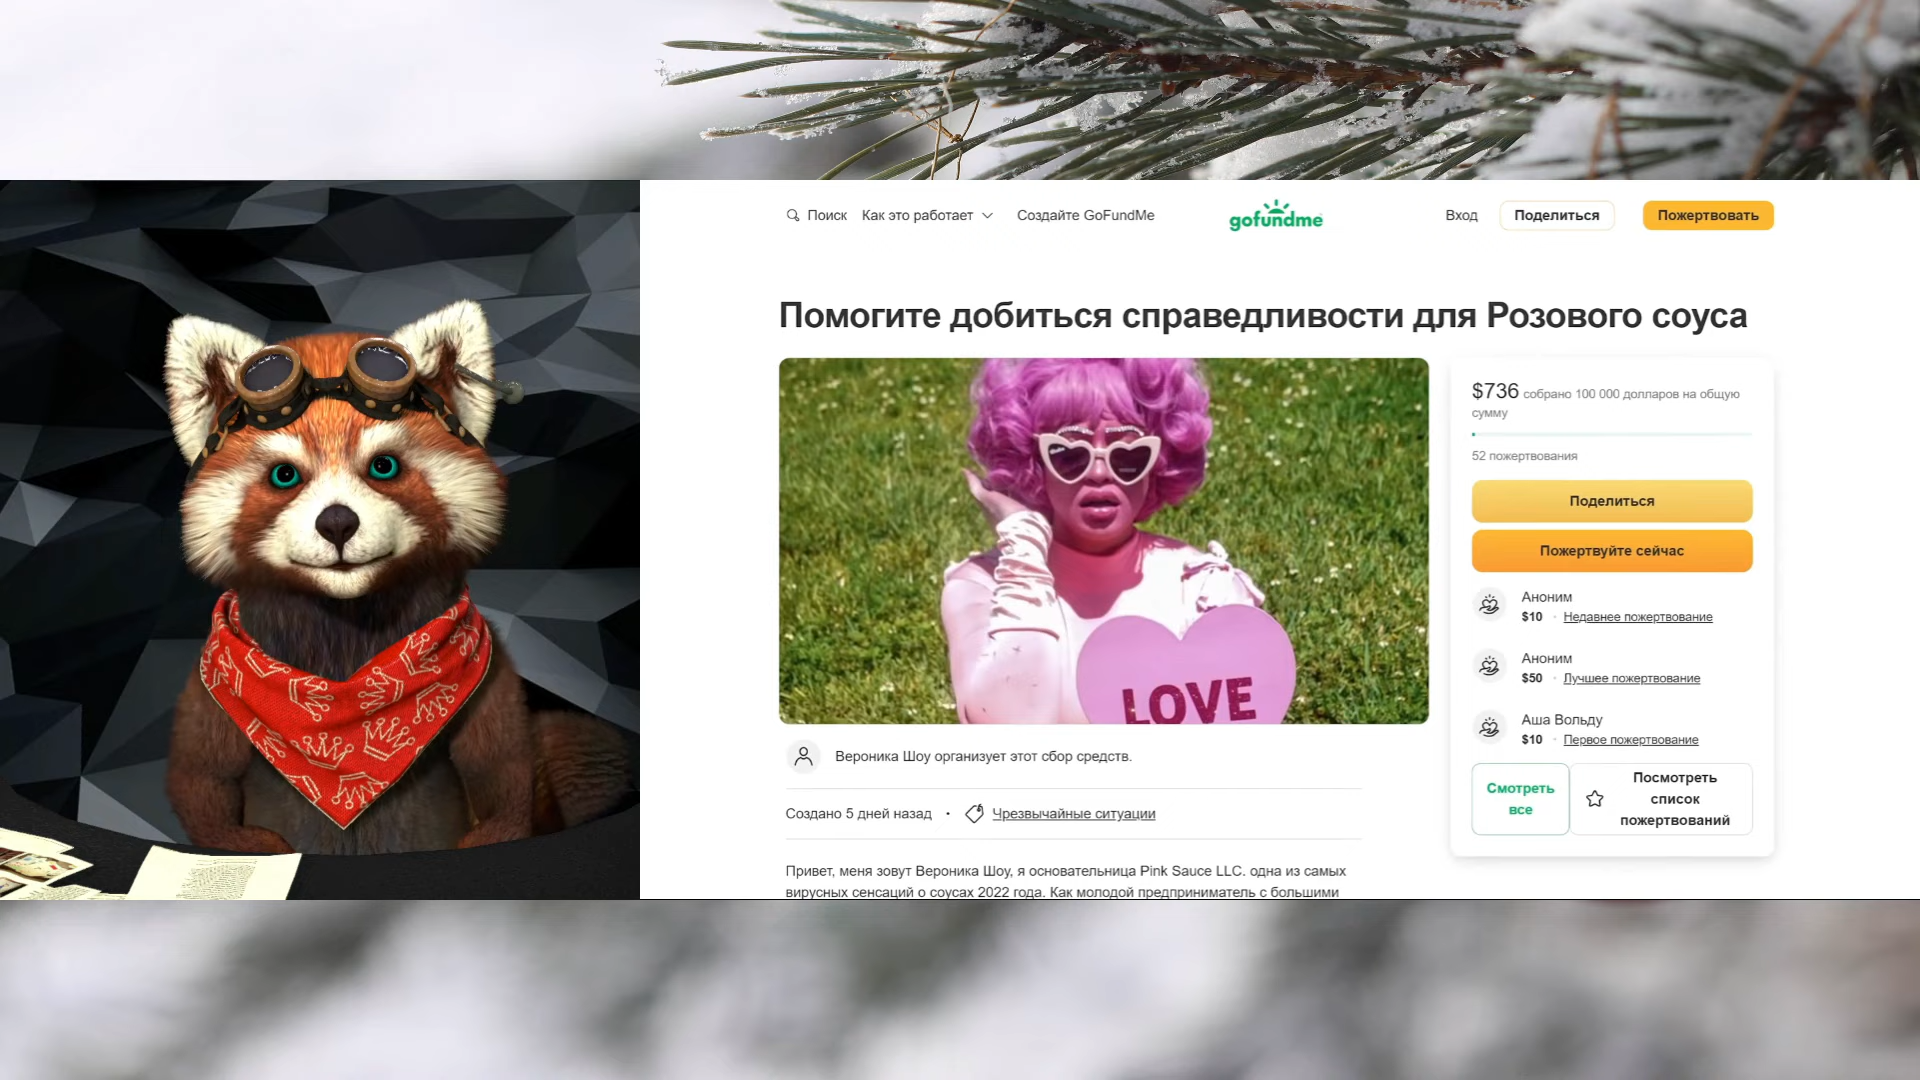 Поиск
Как это работает
Создайте GoFundMe
gofundme
Вход
Поделиться
Пожертвовать
Помогите добиться справедливости для Розового соуса
LOVE
$736 собрано 100 000 долларов на общую
сумму
52 пожертвования
Поделиться
Пожертвуйте сейчас
Аноним
$10 · Недавнее пожертвование
Аноним
$50 · Лучшее пожертвование
Аша Вольду
$10 · Первое пожертвование
Смотреть
все
Посмотреть
список
пожертвований
Вероника Шоу организует этот сбор средств.
Создано 5 дней назад · Чрезвычайные ситуации
Привет, меня зовут Вероника Шоу, я основательница Pink Sauce LLC. одна из самых
вирусных сенсаций о соусах 2022 года. Как молодой предприниматель с большими